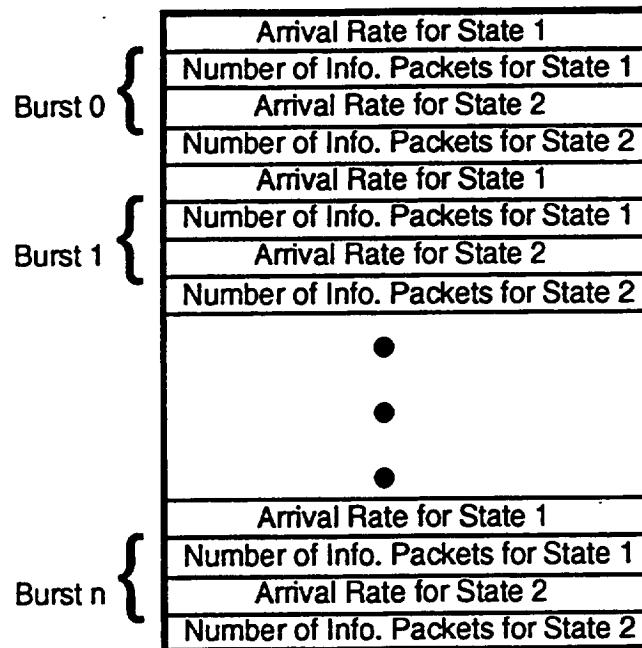 Arrival Rate for State 1
Number of Info. Packets for State 1
Burst 0
Arrival Rate for State 2
Number of Info. Packets for State 2
Arrival Rate for State 1
Number of Info. Packets for State 1
Burst 1
Arrival Rate for State 2
Number of Info. Packets for State 2
Arrival Rate for State 1
Number of Info. Packets for State 1
Burst n
Arrival Rate for State 2
Number of Info. Packets for State 2